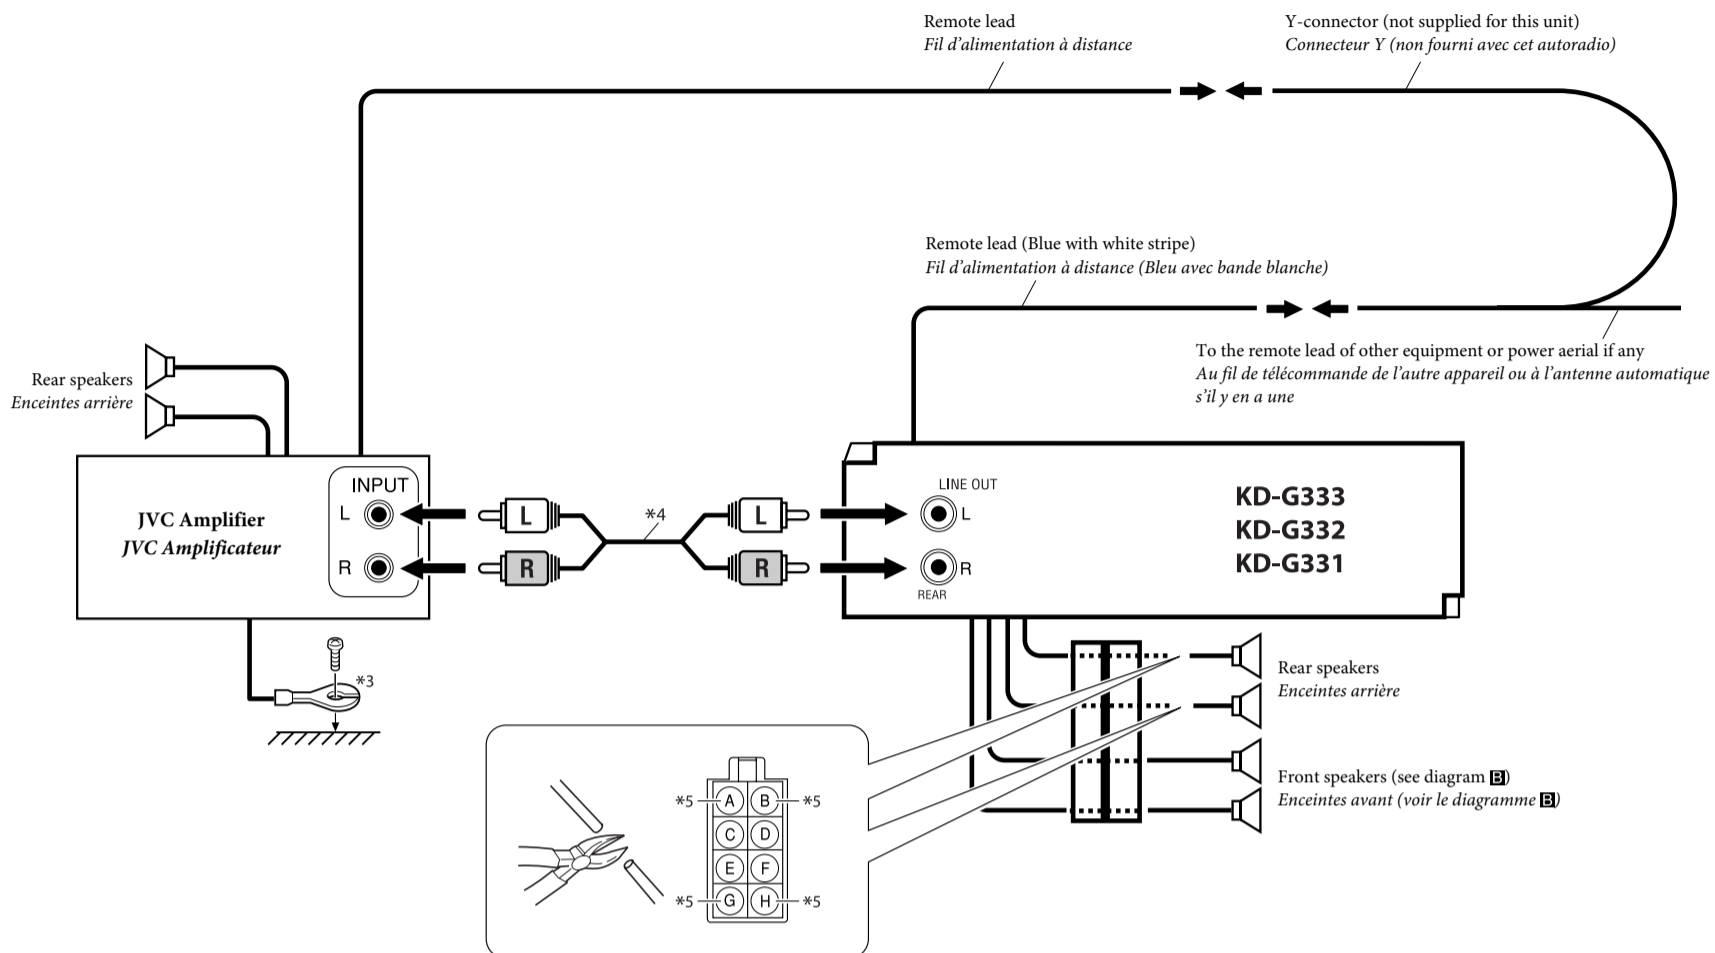 Remote lead
Fil d'alimentation à distance
Y-connector (not supplied for this unit)
Connecteur Y (non fourni avec cet autoradio)
Remote lead (Blue with white stripe)
Fil d'alimentation à distance (Bleu avec bande blanche)
To the remote lead of other equipment or power aerial if any
Au fil de télécommande de l'autre appareil ou à l'antenne automatique
s'il y en a une
Rear speakers
Enceintes arrière
JVC Amplifier
JVC Amplificateur
INPUT
L
R
L
R
*4
L
R
LINE OUT
L
R
REAR
KD-G333
KD-G332
KD-G331
*3
Rear speakers
Enceintes arrière
Front speakers (see diagram B)
Enceintes avant (voir le diagramme B)
*5 A B *5
C D
E F
*5 G H *5